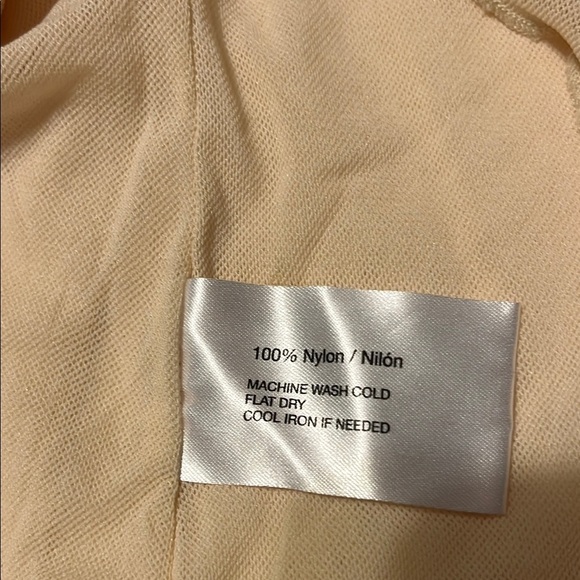 100% Nylon / Nilón
MACHINE WASH COLD
FLAT DRY
COOL IRON IF NEEDED